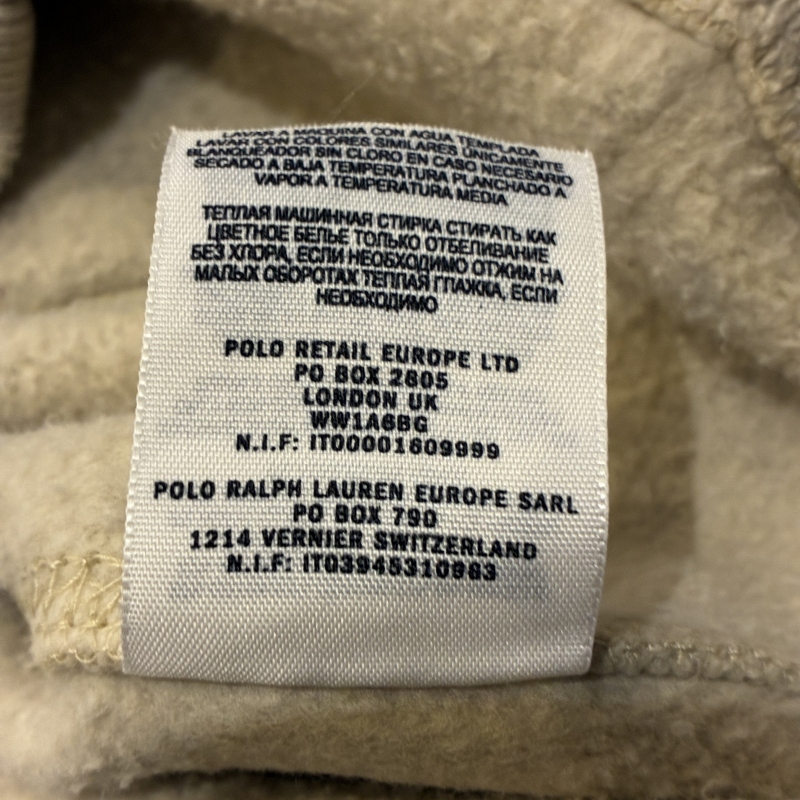 LAVAR A MAQUINA CON AGUA TEMPLADA
LAVAR CON COLORES SIMILARES UNICAMENTE
BLANQUEADOR SIN CLORO EN CASO NECESARIO
SECADO A BAJA TEMPERATURA PLANCHADO A
VAPOR A TEMPERATURA MEDIA
ТЕПЛАЯ МАШИННАЯ СТИРКА СТИРАТЬ КАК
ЦВЕТНОЕ БЕЛЬЕ ТОЛЬКО ОТБЕЛИВАНИЕ
БЕЗ ХЛОРА, ЕСЛИ НЕОБХОДИМО ОТЖИМ НА
МАЛЫХ ОБОРОТАХ ТЕПЛАЯ ГЛАЖКА, ЕСЛИ
НЕОБХОДИМО
POLO RETAIL EUROPE LTD
PO BOX 2805
LONDON UK
WW1A6BG
N.I.F: IT00001609999
POLO RALPH LAUREN EUROPE SARL
PO BOX 790
1214 VERNIER SWITZERLAND
N.I.F: IT03945310963